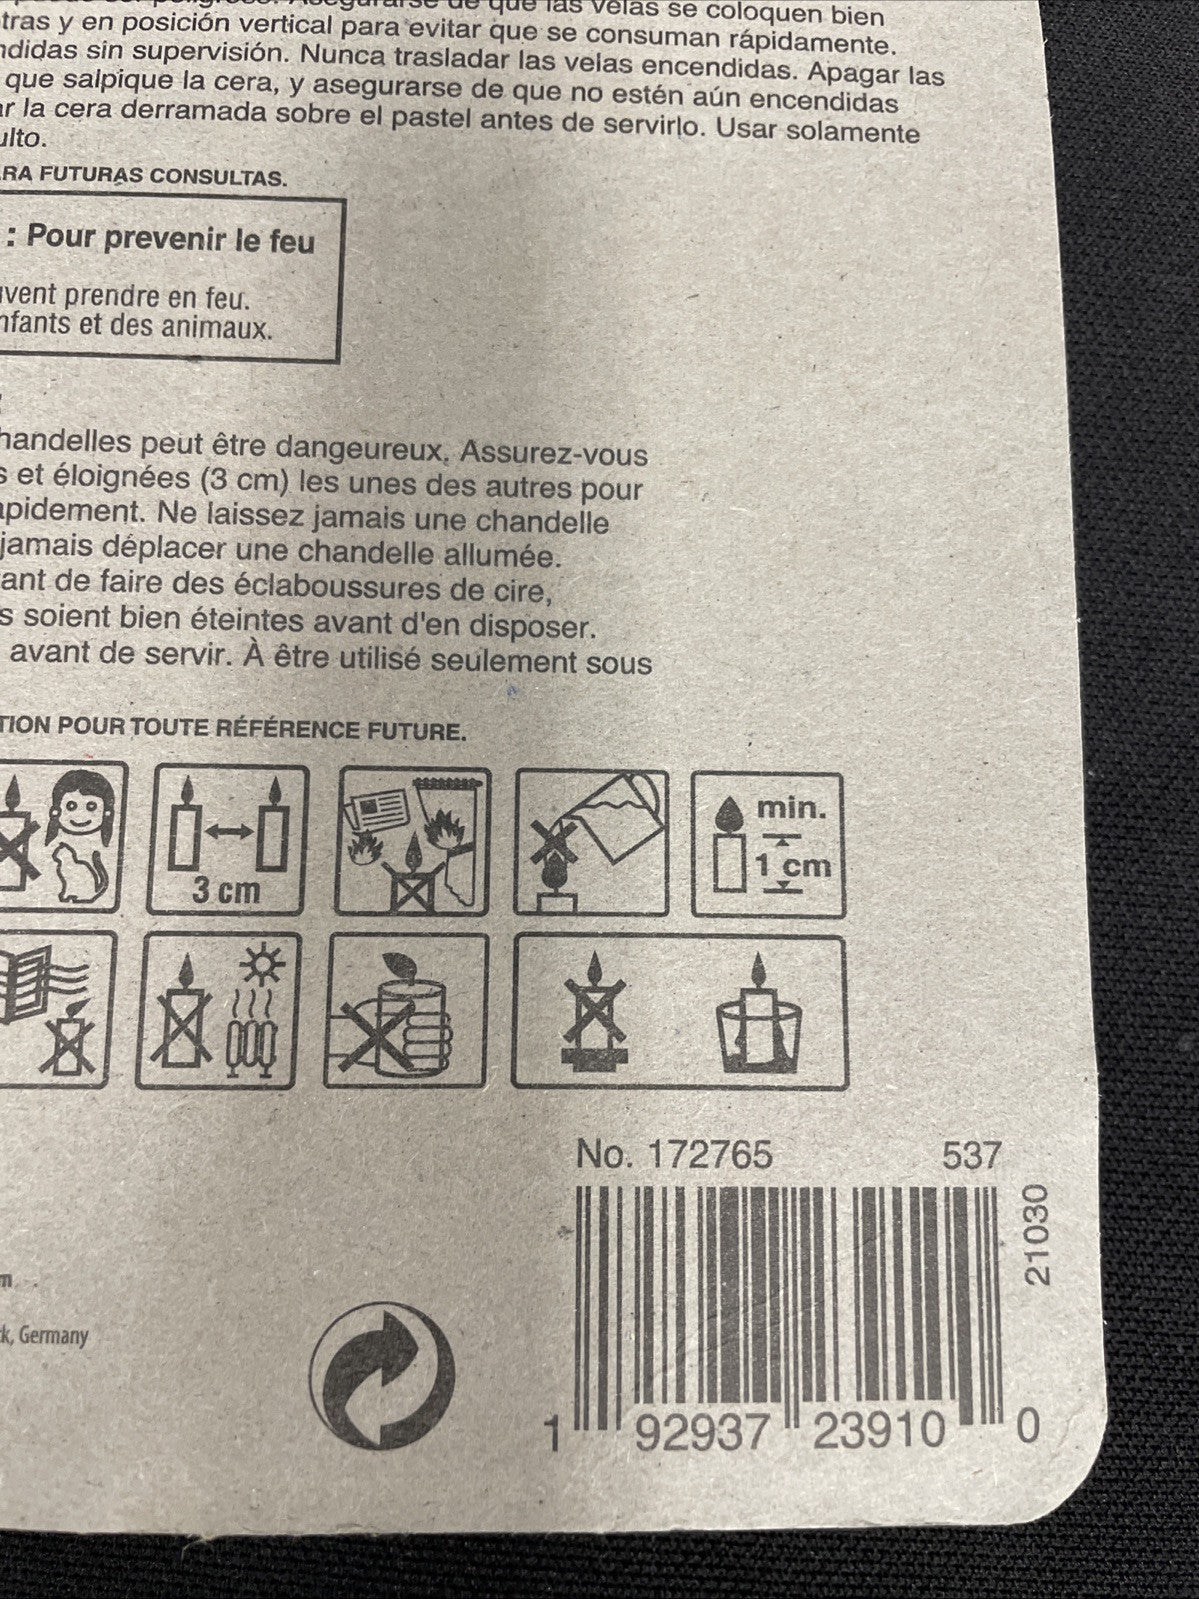 que las velas se coloquen bien
tras y en posición vertical para evitar que se consuman rápidamente.
sin supervisión. Nunca trasladar las velas encendidas. Apagar las
que salpique la cera, y asegurarse de que no estén aún encendidas
la cera derramada sobre el pastel antes de servirlo. Usar solamente
ulto.
RA FUTURAS CONSULTAS.
: Pour prevenir le feu
vent prendre en feu.
nfants et des animaux.
:
handelles peut être dangeureux. Assurez-vous
s et éloignées (3 cm) les unes des autres pour
apidement. Ne laissez jamais une chandelle
jamais déplacer une chandelle allumée.
ant de faire des éclaboussures de cire,
s soient bien éteintes avant d'en disposer.
avant de servir. À être utilisé seulement sous
TION POUR TOUTE RÉFÉRENCE FUTURE.
3 cm
min.
1 cm
No. 172765 537
21030
k, Germany
1 92937 23910 0